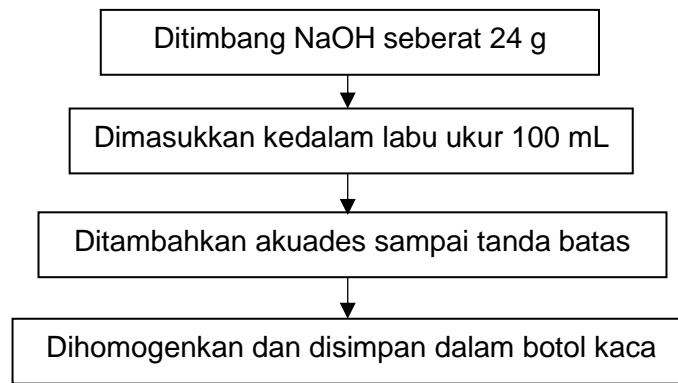 Ditimbang NaOH seberat 24 g
Dimasukkan kedalam labu ukur 100 mL
Ditambahkan akuades sampai tanda batas
Dihomogenkan dan disimpan dalam botol kaca